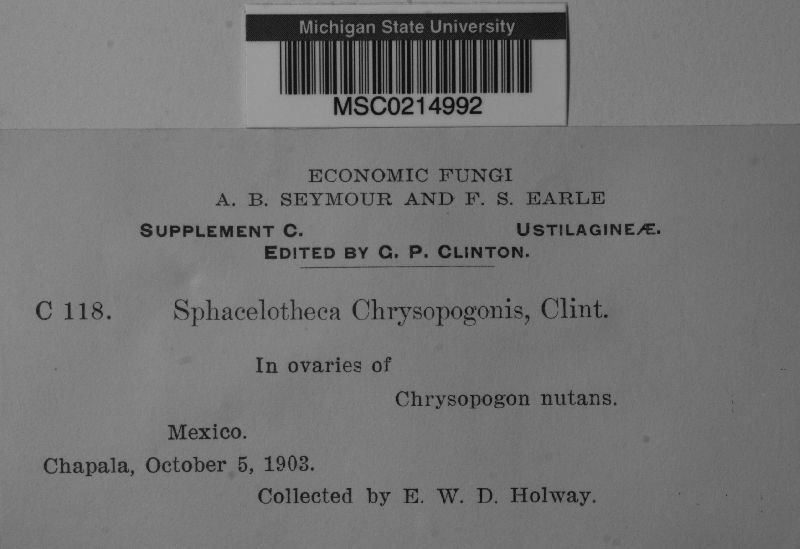 Michigan State University
MSC0214992
ECONOMIC FUNGI
A. B. SEYMOUR AND F. S. EARLE
SUPPLEMENT C. USTILAGINEÆ.
EDITED BY G. P. CLINTON.
C 118. Sphacelotheca Chrysopogonis, Clint.
In ovaries of
Chrysopogon nutans.
Mexico.
Chapala, October 5, 1903.
Collected by E. W. D. Holway.